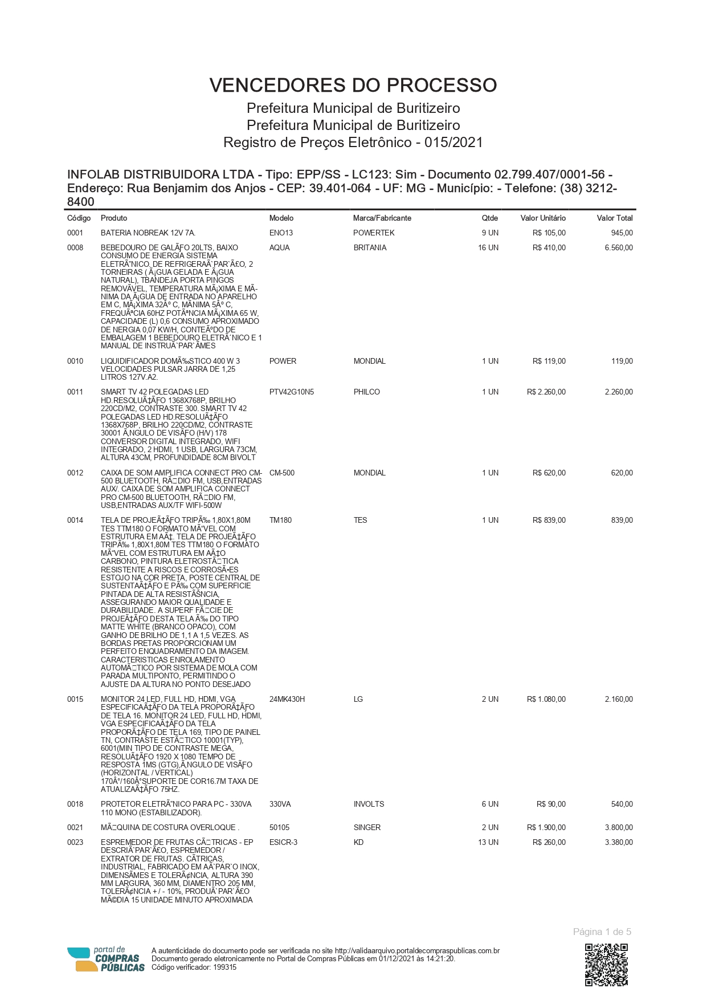 VENCEDORES DO PROCESSO
Prefeitura Municipal de Buritizeiro
Prefeitura Municipal de Buritizeiro
Registro de Preços Eletrônico - 015/2021
INFOLAB DISTRIBUIDORA LTDA - Tipo: EPP/SS - LC123: Sim - Documento 02.799.407/0001-56 -
Endereço: Rua Benjamim dos Anjos - CEP: 39.401-064 - UF: MG - Município: - Telefone: (38) 3212-
8400
Código Produto Modelo Marca/Fabricante Qtde Valor Unitário Valor Total
0001 BATERIA NOBREAK 12V 7A. ENO13 POWERTEK 9 UN R$ 105,00 945,00
0008 BEBEDOURO DE GALÃƑO 20LTS, BAIXO AQUA BRITANIA 16 UN R$ 410,00 6.560,00
CONSUMO DE ENERGIA SISTEMA
ELETRÃ”NICO. DE REFRIGERAÃ`PAR`Ã£O, 2
TORNEIRAS ( Ã¡GUA GELADA E Ã¡GUA
NATURAL), TBANDEJA PORTA PINGOS
REMOVÃVEL, TEMPERATURA MÃ¡XIMA E MÃ-
NIMA DA Ã¡GUA DE ENTRADA NO APARELHO
EM C, MÃ¡XIMA 32Âº C, MÃNIMA 5Âº C,
FREQUÃªCIA 60HZ POTÃªNCIA MÃ¡XIMA 65 W,
CAPACIDADE (L) 0,6 CONSUMO APROXIMADO
DE NERGIA 0,07 KW/H, CONTEÃºDO DE
EMBALAGEM 1 BEBEDOURO ELETRÃ´NICO E 1
MANUAL DE INSTRUÃ`PAR`ÃMES
0010 LIQUIDIFICADOR DOMÃ‰STICO 400 W 3 POWER MONDIAL 1 UN R$ 119,00 119,00
VELOCIDADES PULSAR JARRA DE 1,25
LITROS 127V.A2.
0011 SMART TV 42 POLEGADAS LED PTV42G10N5 PHILCO 1 UN R$ 2.260,00 2.260,00
HD.RESOLUÃ‡ÃƑO 1368X768P, BRILHO
220CD/M2, CONTRASTE 300. SMART TV 42
POLEGADAS LED HD.RESOLUÃ‡ÃƑO
1368X768P, BRILHO 220CD/M2, CONTRASTE
30001 Ã‚NGULO DE VISÃƑO (H/V) 178
CONVERSOR DIGITAL INTEGRADO, WIFI
INTEGRADO, 2 HDMI, 1 USB, LARGURA 73CM,
ALTURA 43CM, PROFUNDIDADE 8CM BIVOLT
0012 CAIXA DE SOM AMPLIFICA CONNECT PRO CM- CM-500 MONDIAL 1 UN R$ 620,00 620,00
500 BLUETOOTH, RÃ□DIO FM, USB,ENTRADAS
AUX/. CAIXA DE SOM AMPLIFICA CONNECT
PRO CM-500 BLUETOOTH, RÃ□DIO FM,
USB,ENTRADAS AUX/TF WIFI-500W
0014 TELA DE PROJEÃ‡ÃƑO TRIPÃ‰ 1,80X1,80M TM180 TES 1 UN R$ 839,00 839,00
TES TTM180 O FORMATO MÃ“VEL COM
ESTRUTURA EM AÃ‡. TELA DE PROJEÃ‡ÃƑO
TRIPÃ‰ 1,80X1,80M TES TTM180 O FORMATO
MÃ“VEL COM ESTRUTURA EM AÃ‡O
CARBONO, PINTURA ELETROSTÃ□TICA
RESISTENTE A RISCOS E CORROSÃ•ES
ESTOJO NA COR PRETA, POSTE CENTRAL DE
SUSTENTAÃ‡ÃƑO E PÃ‰ COM SUPERFICIE
PINTADA DE ALTA RESISTÃŠNCIA,
ASSEGURANDO MAIOR QUALIDADE E
DURABILIDADE. A SUPERF FÃ□CIE DE
PROJEÃ‡ÃƑO DESTA TELA Ã‰ DO TIPO
MATTE WHITE (BRANCO OPACO), COM
GANHO DE BRILHO DE 1,1 A 1,5 VEZES. AS
BORDAS PRETAS PROPORCIONAM UM
PERFEITO ENQUADRAMENTO DA IMAGEM.
CARACTERISTICAS ENROLAMENTO
AUTOMÃ□TICO POR SISTEMA DE MOLA COM
PARADA MULTIPONTO, PERMITINDO O
AJUSTE DA ALTURA NO PONTO DESEJADO
0015 MONITOR 24 LED, FULL HD, HDMI, VGA 24MK430H LG 2 UN R$ 1.080,00 2.160,00
ESPECIFICAÃ‡ÃƑO DA TELA PROPORÃ‡ÃƑO
DE TELA 16. MONITOR 24 LED, FULL HD, HDMI,
VGA ESPECIFICAÃ‡ÃƑO DA TELA
PROPORÃ‡ÃƑO DE TELA 169, TIPO DE PAINEL
TN, CONTRASTE ESTÃ□TICO 10001(TYP),
6001(MIN TIPO DE CONTRASTE MEGA,
RESOLUÃ‡ÃƑO 1920 X 1080 TEMPO DE
RESPOSTA 1MS (GTG),Ã‚NGULO DE VISÃƑO
(HORIZONTAL / VERTICAL)
170Â°/160Â°SUPORTE DE COR16.7M TAXA DE
ATUALIZAÃ‡ÃƑO 75HZ.
0018 PROTETOR ELETRÃ”NICO PARA PC - 330VA 330VA INVOLTS 6 UN R$ 90,00 540,00
110 MONO (ESTABILIZADOR).
0021 MÃ□QUINA DE COSTURA OVERLOQUE . 50105 SINGER 2 UN R$ 1.900,00 3.800,00
0023 ESPREMEDOR DE FRUTAS CÃ□TRICAS - EP ESICR-3 KD 13 UN R$ 260,00 3.380,00
DESCRIÃ`PAR`Ã£O, ESPREMEDOR /
EXTRATOR DE FRUTAS. CÃTRICAS,
INDUSTRIAL, FABRICADO EM AÃ`PAR`O INOX,
DIMENSÃMES E TOLERÃ¢NCIA, ALTURA 390
MM LARGURA, 360 MM, DIAMENTRO 205 MM,
TOLERÃ¢NCIA + / - 10%, PRODUÃ`PAR`Ã£O
MÃ©DIA 15 UNIDADE MINUTO APROXIMADA
Página 1 de 5
portal de
COMPRAS
PÚBLICAS
A autenticidade do documento pode ser verificada no site http://validaarquivo.portaldecompraspublicas.com.br
Documento gerado eletronicamente no Portal de Compras Públicas em 01/12/2021 às 14:21:20.
Código verificador: 199315